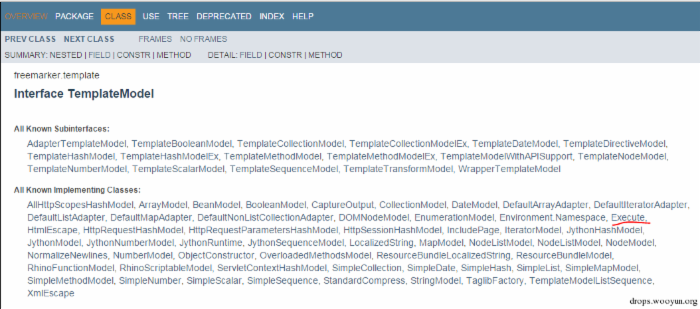 OVERVIEW PACKAGE CLASS USE TREE DEPRECATED INDEX HELP
PREV CLASS NEXT CLASS FRAMES NO FRAMES
SUMMARY: NESTED | FIELD | CONSTR | METHOD DETAIL: FIELD | CONSTR | METHOD
freemarker.template
Interface TemplateModel
All Known Subinterfaces:
AdapterTemplateModel, TemplateBooleanModel, TemplateCollectionModel, TemplateCollectionModelEx, TemplateDateModel, TemplateDirectiveModel,
TemplateHashModel, TemplateHashModelEx, TemplateMethodModel, TemplateMethodModelEx, TemplateModelWithAPISupport, TemplateNodeModel,
TemplateNumberModel, TemplateScalarModel, TemplateSequenceModel, TemplateTransformModel, WrapperTemplateModel
All Known Implementing Classes:
AllHttpScopesHashModel, ArrayModel, BeanModel, BooleanModel, CaptureOutput, CollectionModel, DateModel, DefaultArrayAdapter, DefaultIteratorAdapter,
DefaultListAdapter, DefaultMapAdapter, DefaultNonListCollectionAdapter, DOMNodeModel, EnumerationModel, Environment.Namespace, Execute,
HtmlEscape, HttpRequestHashModel, HttpRequestParametersHashModel, HttpSessionHashModel, IncludePage, IteratorModel, JythonHashModel,
JythonModel, JythonNumberModel, JythonRuntime, JythonSequenceModel, LocalizedString, MapModel, NodeListModel, NodeListModel, NodeModel,
NormalizeNewlines, NumberModel, ObjectConstructor, OverloadedMethodsModel, ResourceBundleLocalizedString, ResourceBundleModel,
RhinoFunctionModel, RhinoScriptableModel, ServletContextHashModel, SimpleCollection, SimpleDate, SimpleHash, SimpleList, SimpleMapModel,
SimpleMethodModel, SimpleNumber, SimpleScalar, SimpleSequence, StandardCompress, StringModel, TaglibFactory, TemplateModelListSequence,
XmlEscape
drops.wooyun.org